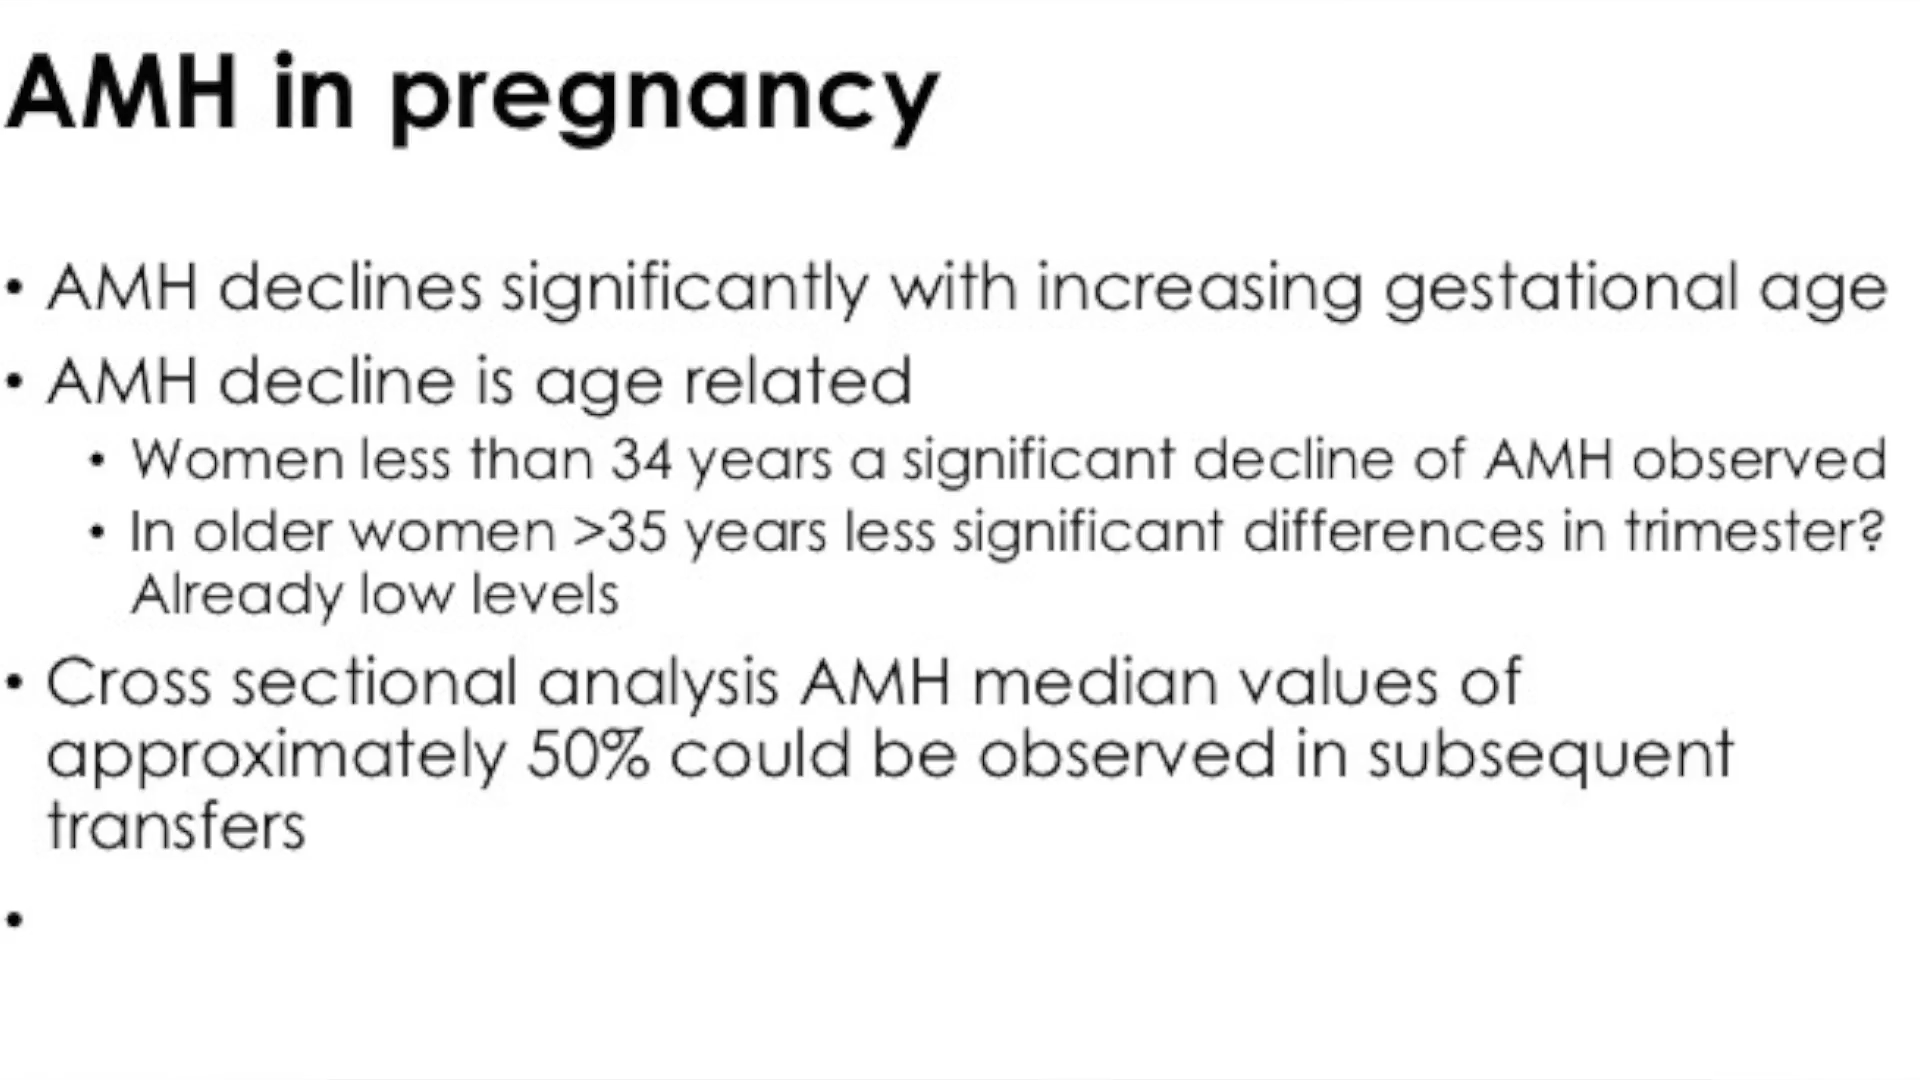 AMH in pregnancy
• AMH declines significantly with increasing gestational age
• AMH decline is age related
• Women less than 34 years a significant decline of AMH observed
• In older women >35 years less significant differences in trimester?
Already low levels
• Cross sectional analysis AMH median values of
approximately 50% could be observed in subsequent
transfers
•